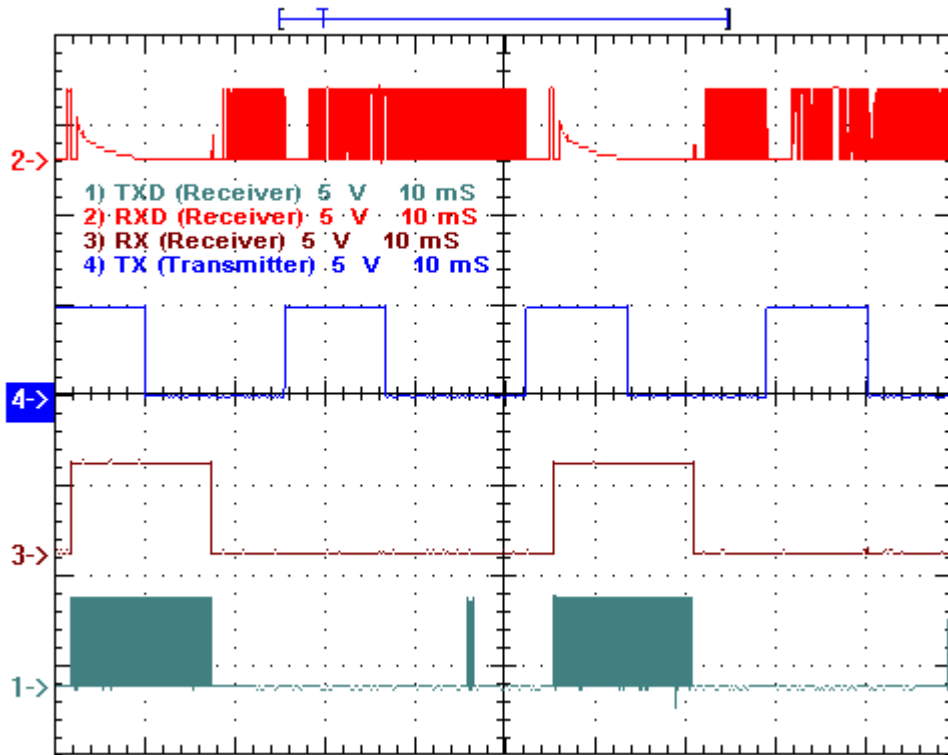 2->
1) TXD (Receiver) 5 V 10 mS
2) RXD (Receiver) 5 V 10 mS
3) RX (Receiver) 5 V 10 mS
4) TX (Transmitter) 5 V 10 mS
4->
3->
1->